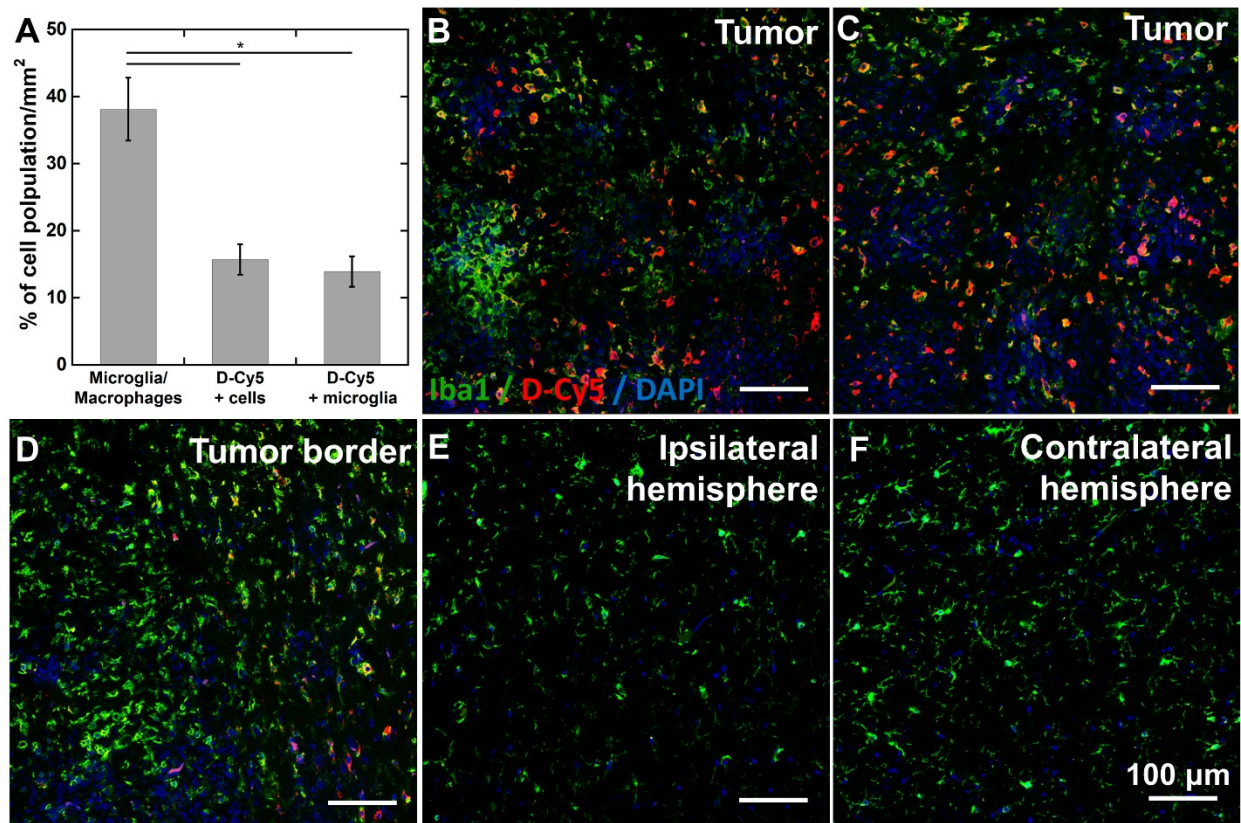 A
50
40
30
20
10
0
% of cell polpulation/mm²
*
Microglia/
Macrophages
D-Cy5
+ cells
D-Cy5
+ microglia
B
Tumor
Iba1 / D-Cy5 / DAPI
C
Tumor
D
Tumor border
E
Ipsilateral
hemisphere
F
Contralateral
hemisphere
100 µm